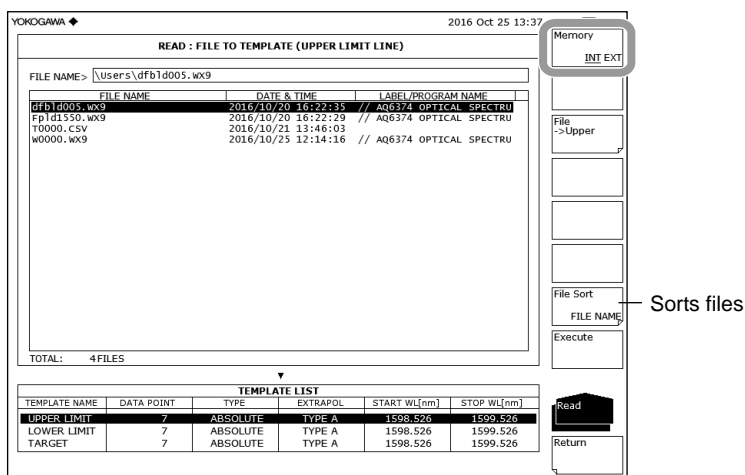 YOKOGAWA ◆ 2016 Oct 25 13:37
READ : FILE TO TEMPLATE (UPPER LIMIT LINE)
FILE NAME> \Users\dfbld005.WX9
FILE NAME DATE & TIME LABEL/PROGRAM NAME
dfbld005.WX9 2016/10/20 16:22:35 // AQ6374 OPTICAL SPECTRU
Fpld1550.WX9 2016/10/20 16:22:29 // AQ6374 OPTICAL SPECTRU
T0000.CSV 2016/10/21 13:46:03
W0000.WX9 2016/10/25 12:14:16 // AQ6374 OPTICAL SPECTRU
TOTAL: 4FILES
▼
TEMPLATE LIST
TEMPLATE NAME DATA POINT TYPE EXTRAPOL START WL[nm] STOP WL[nm]
UPPER LIMIT 7 ABSOLUTE TYPE A 1598.526 1599.526
LOWER LIMIT 7 ABSOLUTE TYPE A 1598.526 1599.526
TARGET 7 ABSOLUTE TYPE A 1598.526 1599.526
Memory
INT EXT
File
->Upper
File Sort
FILE NAME
Sorts files
Execute
Read
Return